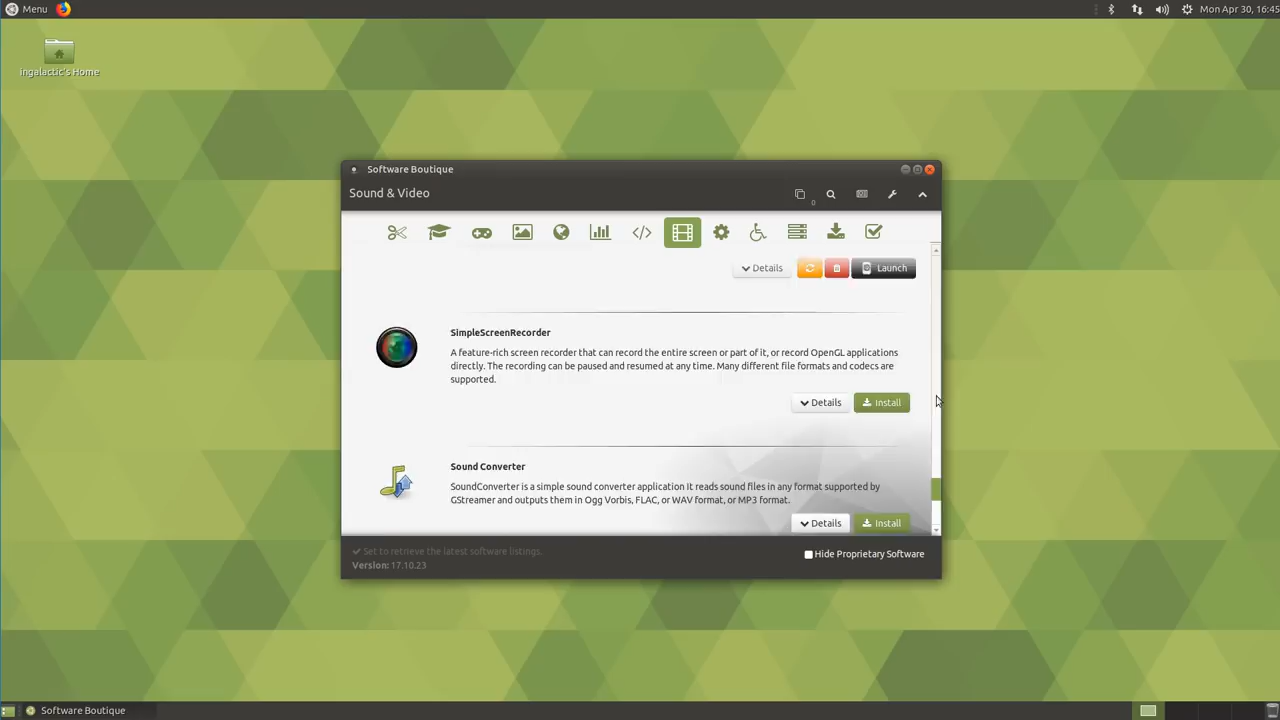 Menu
Mon Apr 30, 16:45
ingalactic's Home
Software Boutique
Sound & Video
0
Details
Launch
SimpleScreenRecorder
A feature-rich screen recorder that can record the entire screen or part of it, or record OpenGL applications
directly. The recording can be paused and resumed at any time. Many different file formats and codecs are
supported.
Details
Install
Sound Converter
SoundConverter is a simple sound converter application It reads sound files in any format supported by
GStreamer and outputs them in Ogg Vorbis, FLAC, or WAV format, or MP3 format.
Details
Install
Set to retrieve the latest software listings.
Version: 17.10.23
Hide Proprietary Software
Software Boutique